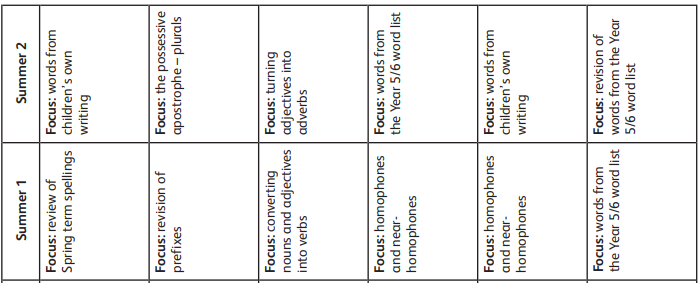 Summer 1
Focus: review of
Spring term spellings
Focus: revision of
prefixes
Focus: converting
nouns and adjectives
into verbs
Focus: homophones
and near-
homophones
Focus: homophones
and near-
homophones
Focus: words from
the Year 5/6 word list
Summer 2
Focus: words from
children's own
writing
Focus: the possessive
apostrophe – plurals
Focus: turning
adjectives into
adverbs
Focus: words from
the Year 5/6 word list
Focus: words from
children's own
writing
Focus: revision of
words from the Year
5/6 word list